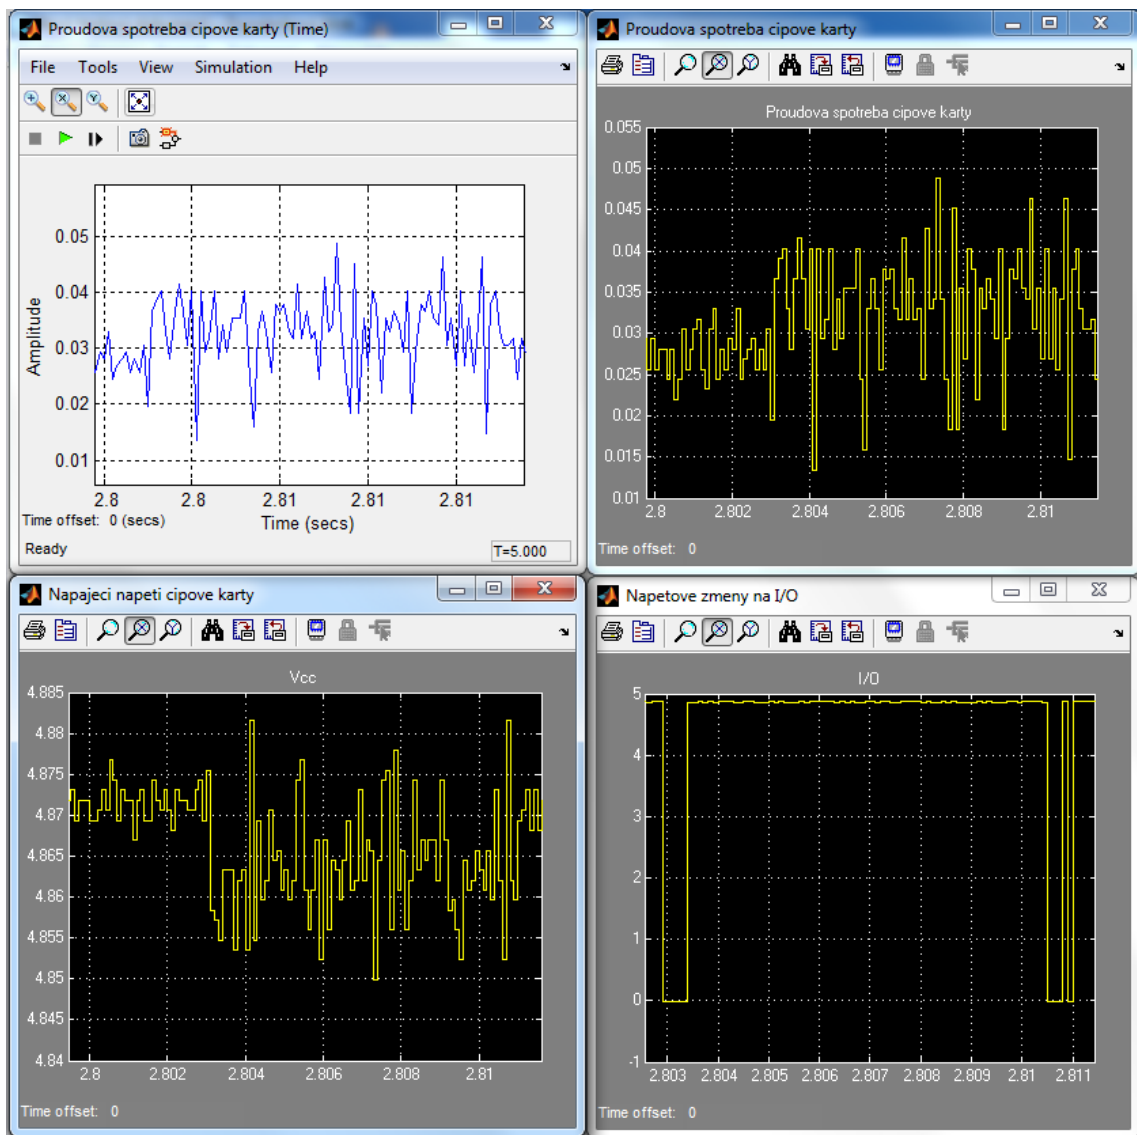 Proudova spotreba cipove karty (Time)
File Tools View Simulation Help
0.05
0.04
0.03
0.02
0.01
Amplitude
2.8 2.8 2.81 2.81 2.81
Time offset: 0 (secs)
Time (secs)
Ready
T=5.000
Proudova spotreba cipove karty
Proudova spotreba cipove karty
0.055
0.05
0.045
0.04
0.035
0.03
0.025
0.02
0.015
0.01
2.8 2.802 2.804 2.806 2.808 2.81
Time offset: 0
Napajeci napeti cipove karty
Vcc
4.885
4.88
4.875
4.87
4.865
4.86
4.855
4.85
4.845
4.84
2.8 2.802 2.804 2.806 2.808 2.81
Time offset: 0
Napetove zmeny na I/O
I/O
5
4
3
2
1
0
-1
2.803 2.804 2.805 2.806 2.807 2.808 2.809 2.81 2.811
Time offset: 0